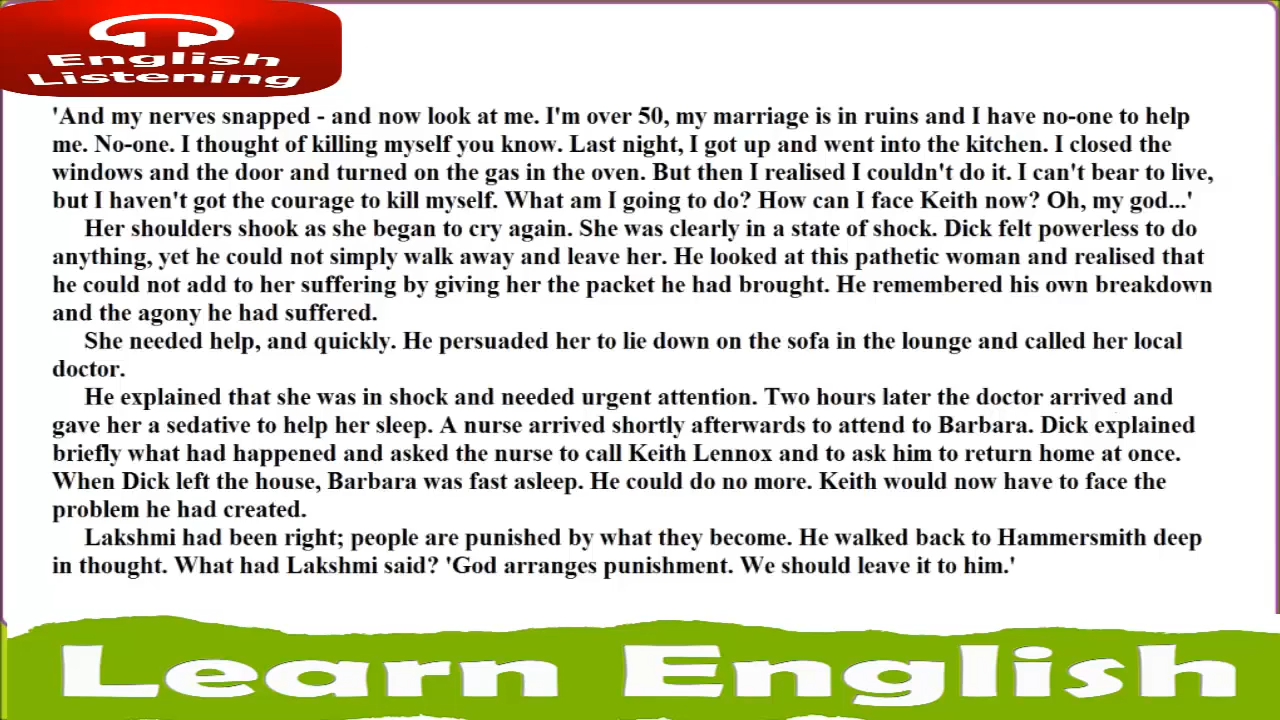 English
Listening
'And my nerves snapped - and now look at me. I'm over 50, my marriage is in ruins and I have no-one to help
me. No-one. I thought of killing myself you know. Last night, I got up and went into the kitchen. I closed the
windows and the door and turned on the gas in the oven. But then I realised I couldn't do it. I can't bear to live,
but I haven't got the courage to kill myself. What am I going to do? How can I face Keith now? Oh, my god...'
Her shoulders shook as she began to cry again. She was clearly in a state of shock. Dick felt powerless to do
anything, yet he could not simply walk away and leave her. He looked at this pathetic woman and realised that
he could not add to her suffering by giving her the packet he had brought. He remembered his own breakdown
and the agony he had suffered.
She needed help, and quickly. He persuaded her to lie down on the sofa in the lounge and called her local
doctor.
He explained that she was in shock and needed urgent attention. Two hours later the doctor arrived and
gave her a sedative to help her sleep. A nurse arrived shortly afterwards to attend to Barbara. Dick explained
briefly what had happened and asked the nurse to call Keith Lennox and to ask him to return home at once.
When Dick left the house, Barbara was fast asleep. He could do no more. Keith would now have to face the
problem he had created.
Lakshmi had been right; people are punished by what they become. He walked back to Hammersmith deep
in thought. What had Lakshmi said? 'God arranges punishment. We should leave it to him.'
Learn English